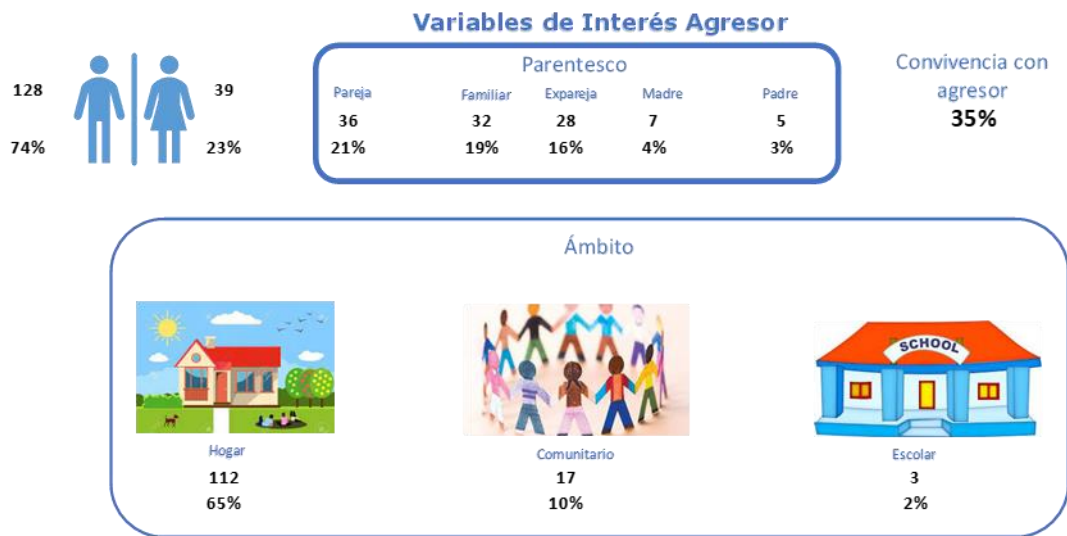 Variables de Interés Agresor
128
74%
39
23%
Parentesco
Pareja Familiar Expareja Madre Padre
36 32 28 7 5
21% 19% 16% 4% 3%
Convivencia con
agresor
35%
Ámbito
SCHOOL
Hogar Comunitario Escolar
112 17 3
65% 10% 2%